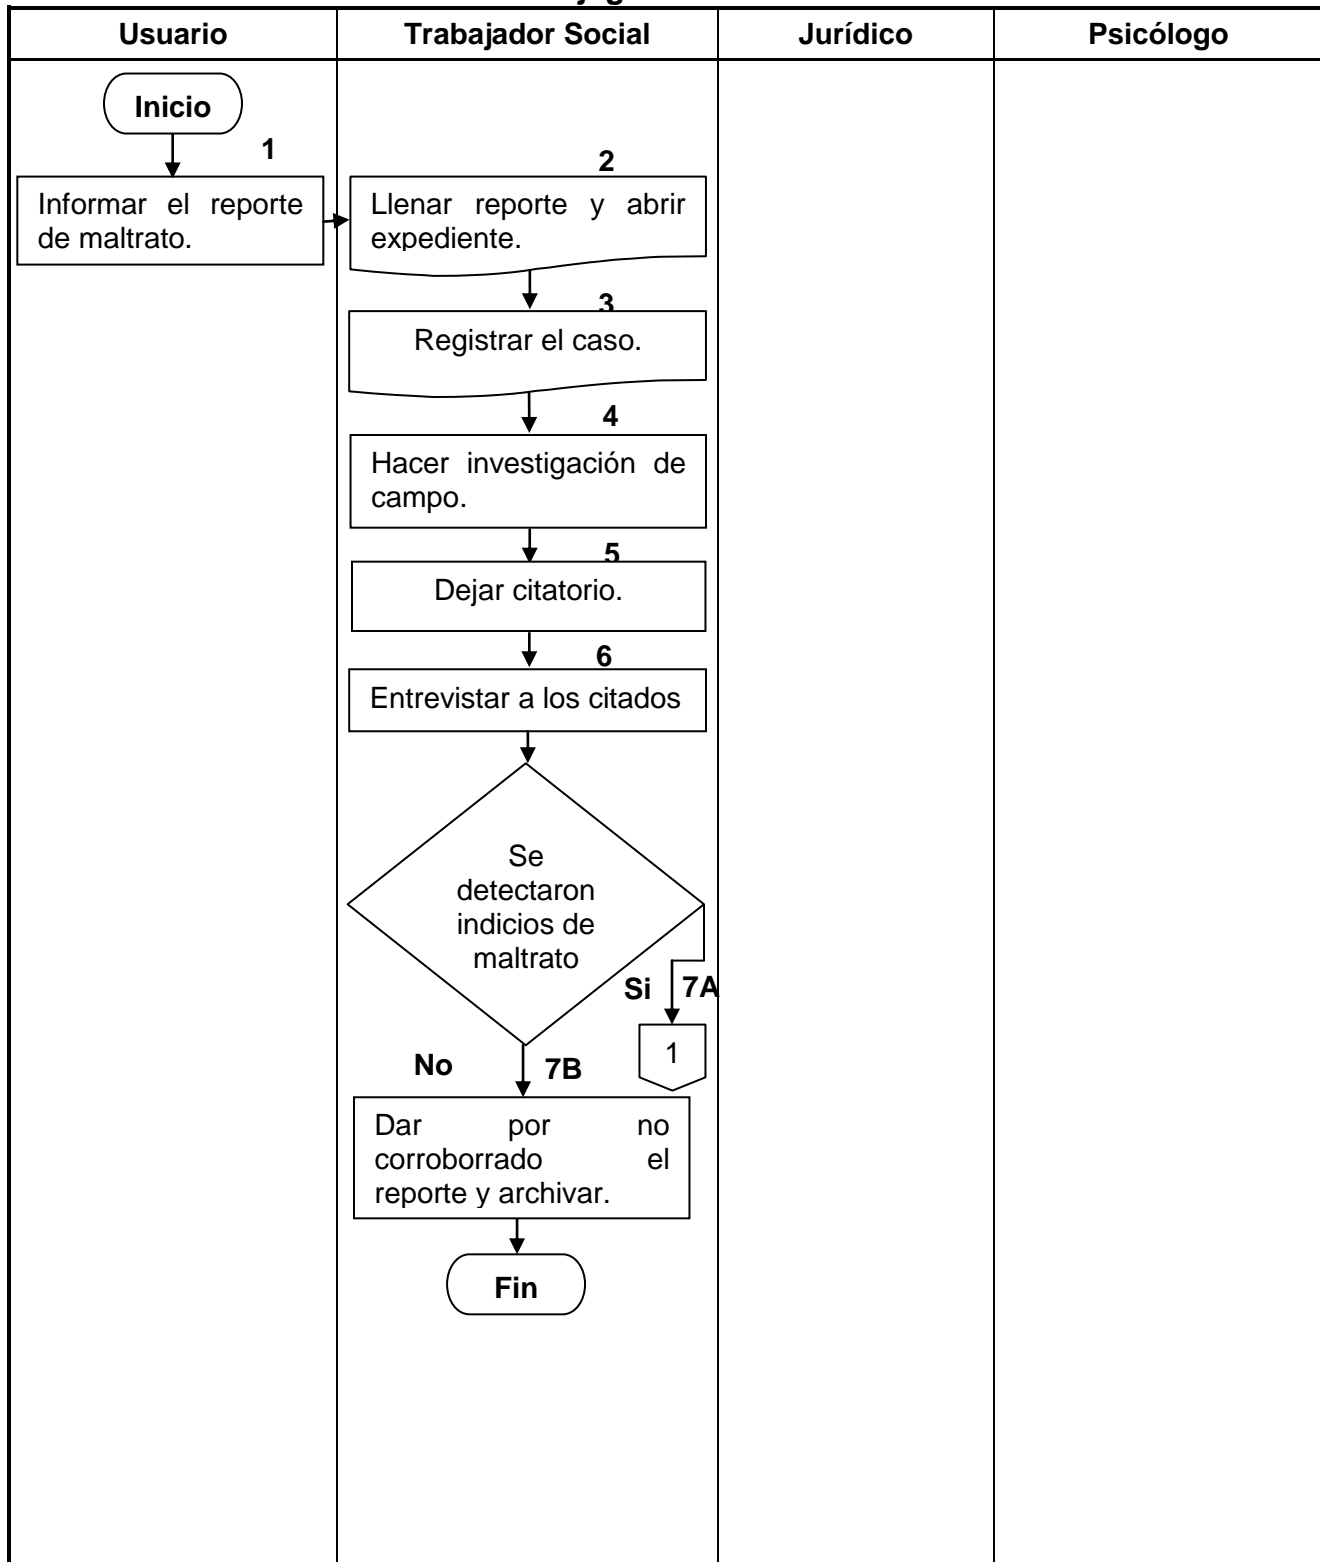 Usuario
Trabajador Social
Jurídico
Psicólogo
Inicio
1
Informar el reporte
de maltrato.
2
Llenar reporte y abrir
expediente.
3
Registrar el caso.
4
Hacer investigación de
campo.
5
Dejar citatorio.
6
Entrevistar a los citados
Se
detectaron
indicios de
maltrato
Si
7A
1
No
7B
Dar por no
corroborrado el
reporte y archivar.
Fin